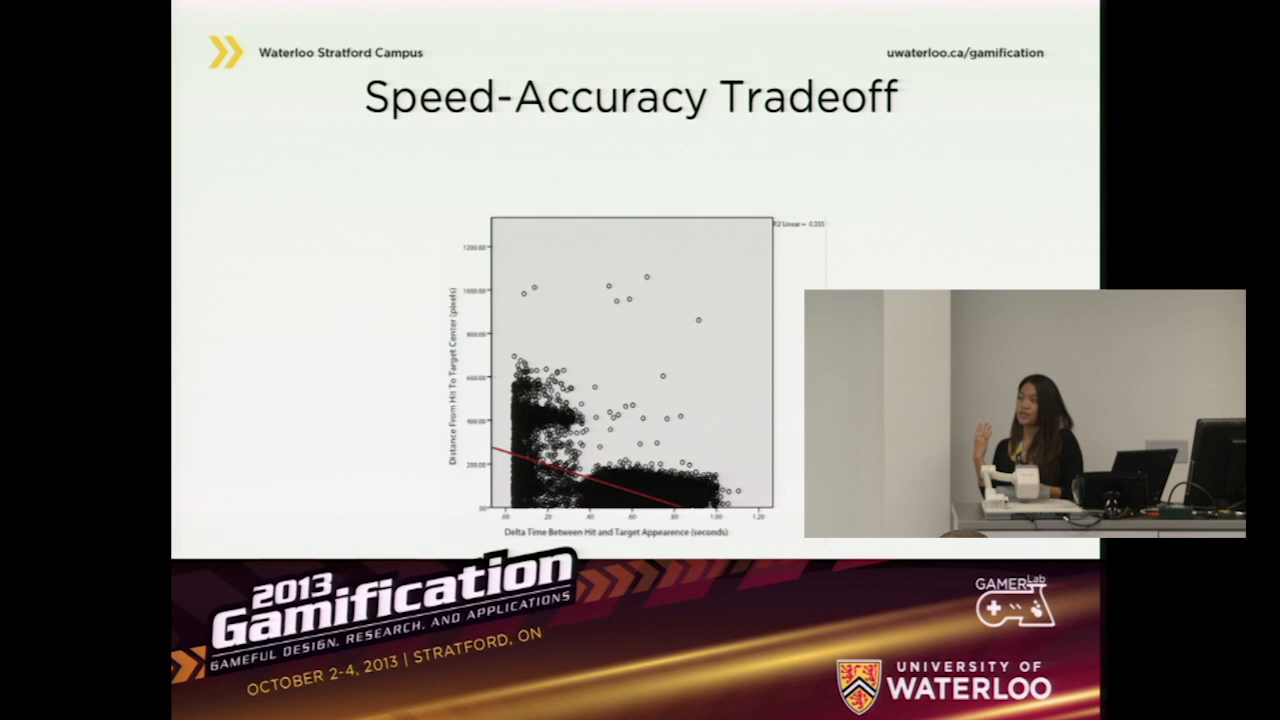 Waterloo Stratford Campus
uwaterloo.ca/gamification
Speed-Accuracy Tradeoff
R2 Linear = 0.335
1200.00
1000.00
800.00
600.00
400.00
200.00
.00
Distance From Hit To Target Center (pixels)
.00 .20 .40 .60 .80 1.00 1.20
Delta Time Between Hit and Target Appearence (seconds)
2013
Gamification
GAMEFUL DESIGN, RESEARCH, AND APPLICATIONS
OCTOBER 2-4, 2013 | STRATFORD, ON
GAMER Lab
UNIVERSITY OF
WATERLOO